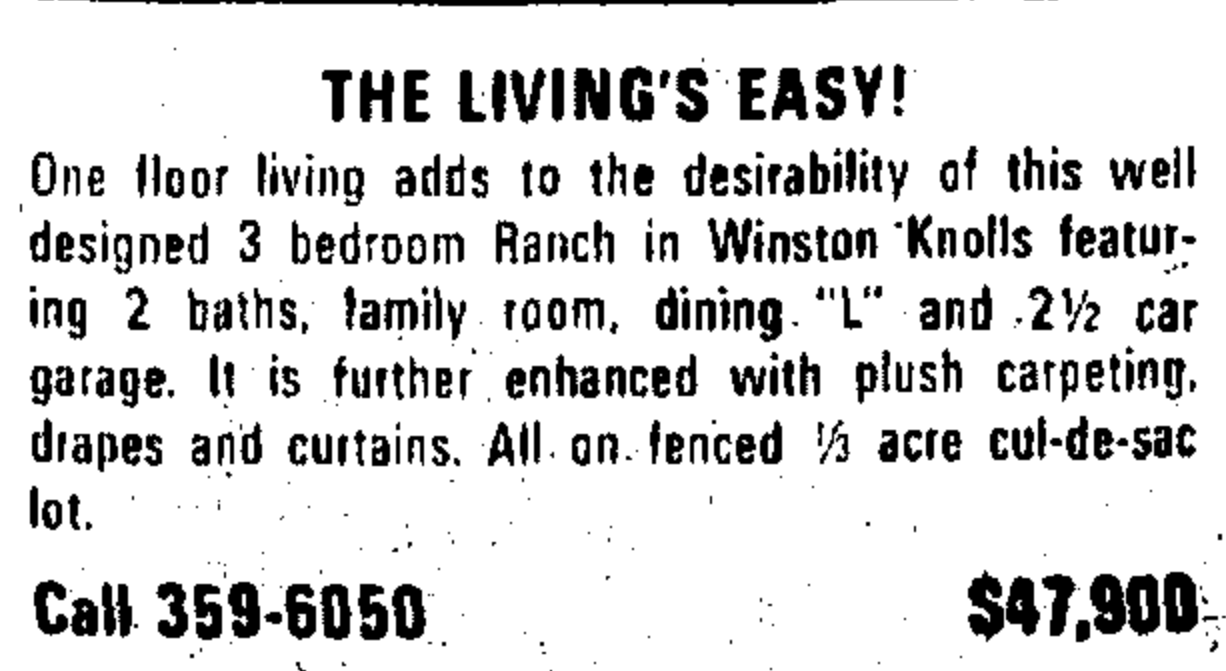 THE LIVING'S EASY!
One floor living adds to the desirability of this well
designed 3 bedroom Ranch in Winston Knolls featur-
ing 2 baths, family room, dining "L" and 2½ car
garage. It is further enhanced with plush carpeting,
drapes and curtains. All on fenced ⅓ acre cul-de-sac
lot.
Call 359-6050 $47,900